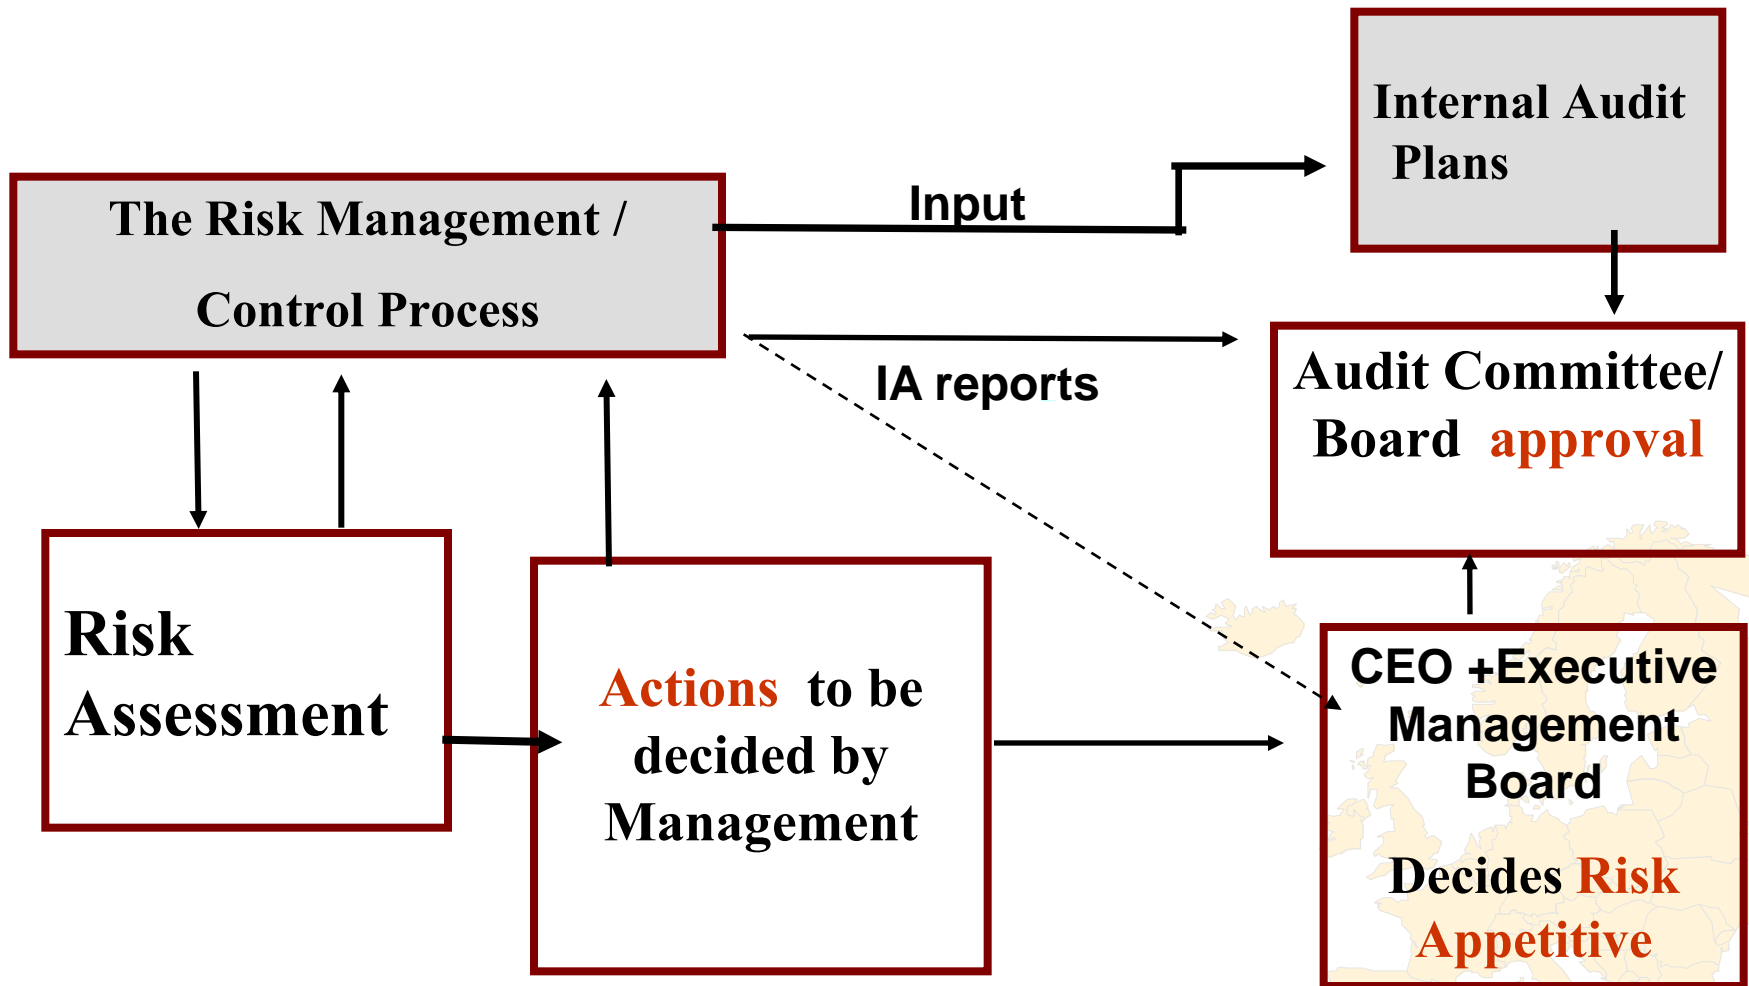 Internal Audit
Plans
The Risk Management /
Control Process
Input
IA reports
Audit Committee/
Board approval
Risk
Assessment
Actions to be
decided by
Management
CEO +Executive
Management
Board
Decides Risk
Appetitive